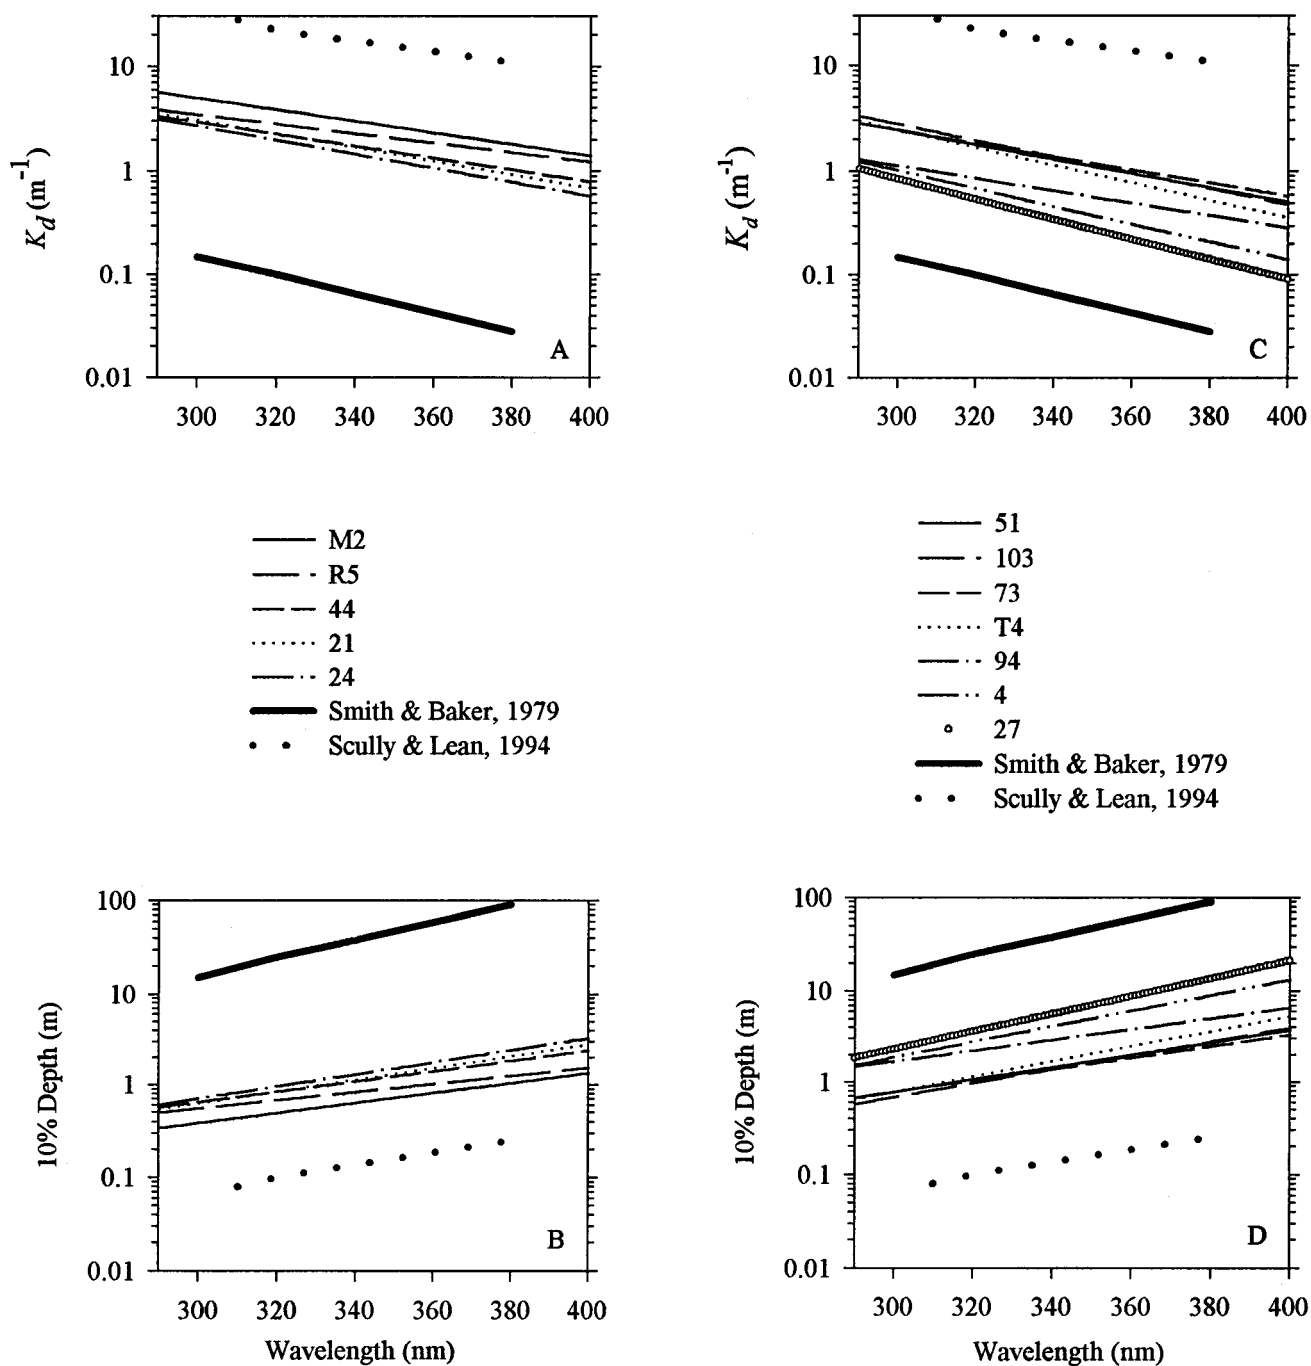 10
1
0.1
0.01
K_d (m^-1)
A
300 320 340 360 380 400
10
1
0.1
0.01
K_d (m^-1)
C
300 320 340 360 380 400
M2
R5
44
21
24
Smith & Baker, 1979
Scully & Lean, 1994
51
103
73
T4
94
4
27
Smith & Baker, 1979
Scully & Lean, 1994
100
10
1
0.1
0.01
10% Depth (m)
B
300 320 340 360 380 400
Wavelength (nm)
100
10
1
0.1
0.01
10% Depth (m)
D
300 320 340 360 380 400
Wavelength (nm)